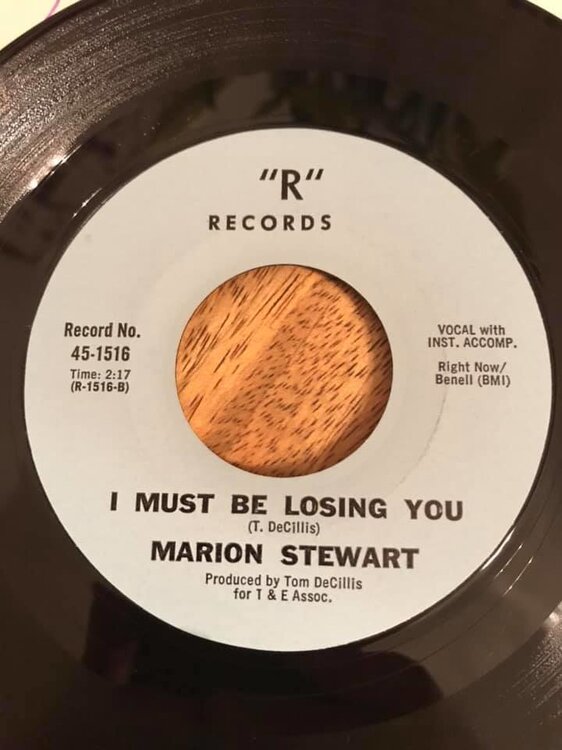 "R"
RECORDS
Record No.
45-1516
Time: 2:17
(R-1516-B)
VOCAL with
INST. ACCOMP.
Right Now/
Benell (BMI)
I MUST BE LOSING YOU
(T. DeCillis)
MARION STEWART
Produced by Tom DeCillis
for T & E Assoc.